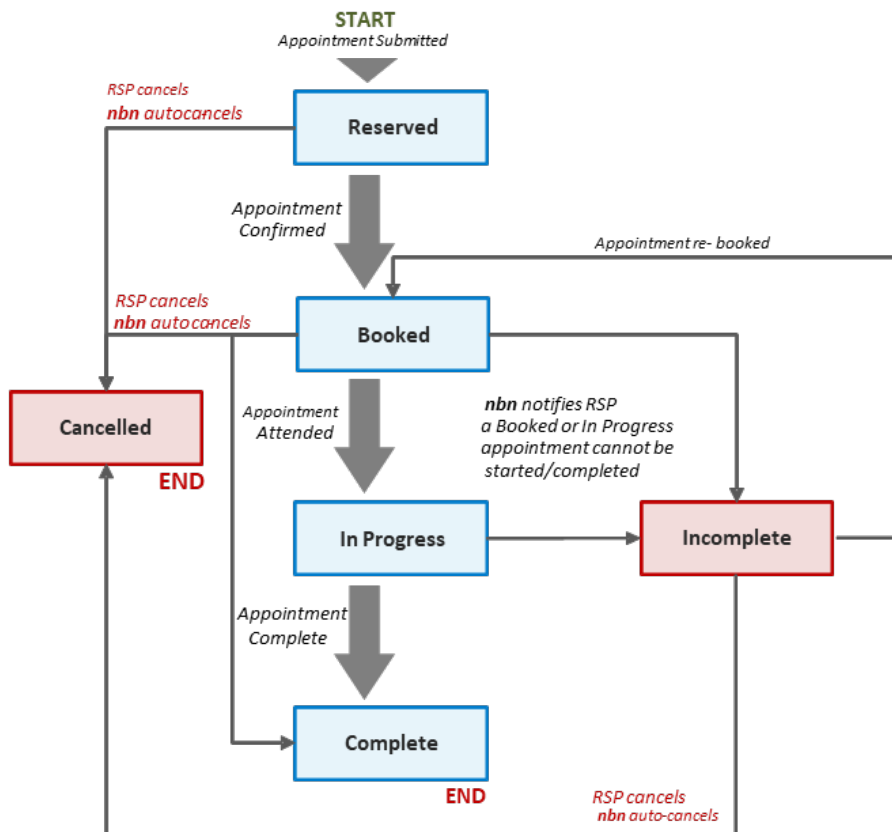 START
Appointment Submitted
RSP cancels
nbn autocancels
Reserved
Appointment
Confirmed
Appointment re- booked
RSP cancels
nbn autocancels
Booked
Appointment
Attended
nbn notifies RSP
a Booked or In Progress
appointment cannot be
started/completed
Cancelled
END
In Progress
Incomplete
Appointment
Complete
Complete
END
RSP cancels
nbn auto-cancels